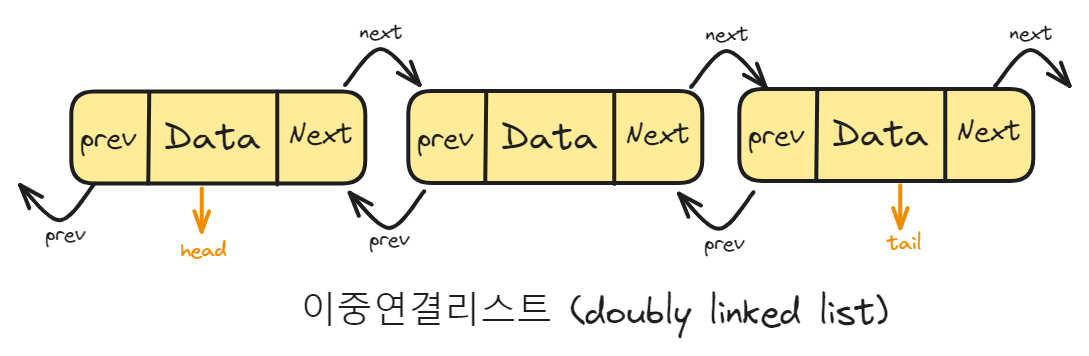 next next next
prev Data Next prev Data Next prev Data Next
prev prev prev
head tail
이중연결리스트 (doubly linked list)